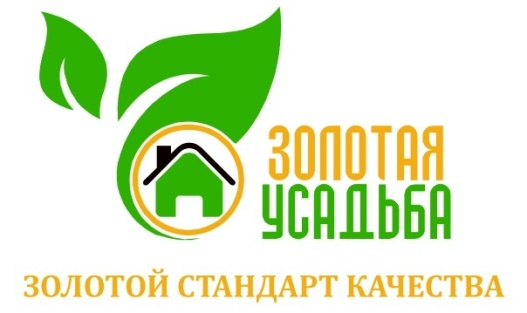 ЗОЛОТАЯ
УСАДЬБА
ЗОЛОТОЙ СТАНДАРТ КАЧЕСТВА